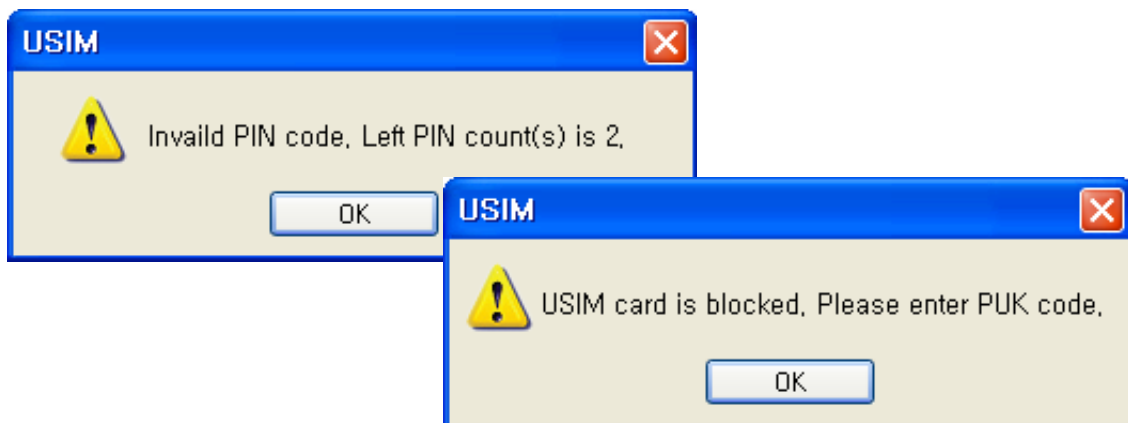 USIM
Invaild PIN code, Left PIN count(s) is 2,
OK
USIM
USIM card is blocked, Please enter PUK code,
OK